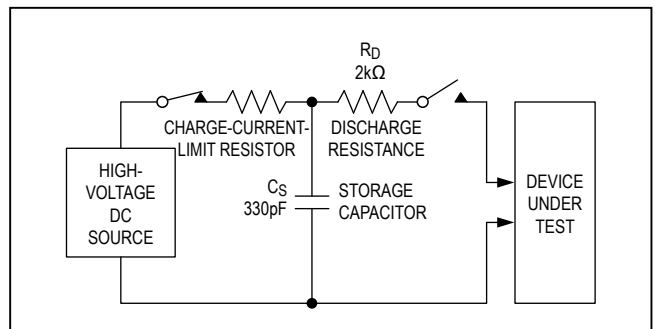 R_D
2kΩ
CHARGE-CURRENT-
LIMIT RESISTOR
DISCHARGE
RESISTANCE
HIGH-
VOLTAGE
DC
SOURCE
C_S
330pF
STORAGE
CAPACITOR
DEVICE
UNDER
TEST